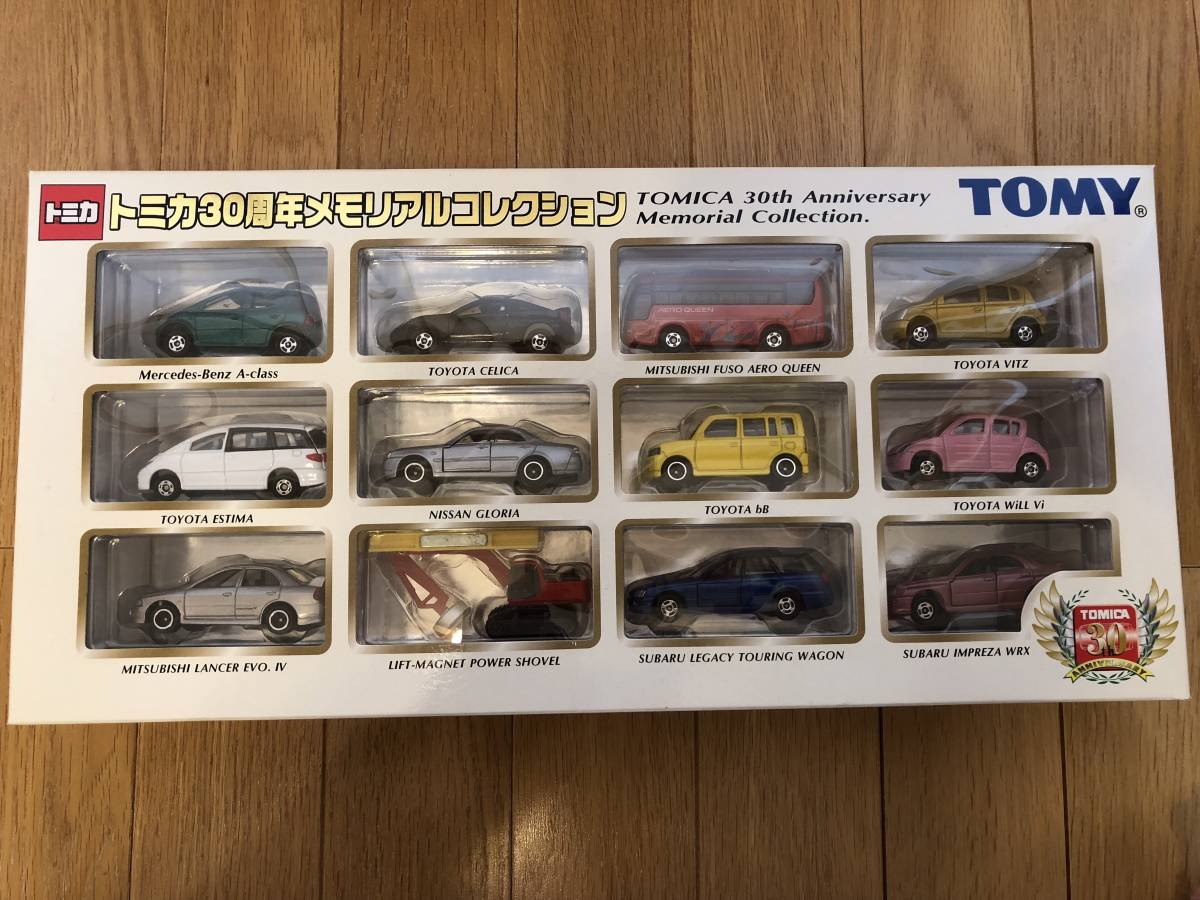 トミカ
トミカ30周年メモリアルコレクション
TOMICA 30th Anniversary
Memorial Collection.
TOMY®
AERO QUEEN
Mercedes-Benz A-class
TOYOTA CELICA
MITSUBISHI FUSO AERO QUEEN
TOYOTA VITZ
TOYOTA ESTIMA
NISSAN GLORIA
TOYOTA bB
TOYOTA WiLL Vi
MITSUBISHI LANCER EVO. IV
LIFT-MAGNET POWER SHOVEL
SUBARU LEGACY TOURING WAGON
SUBARU IMPREZA WRX
TOMICA
30th
ANNIVERSARY